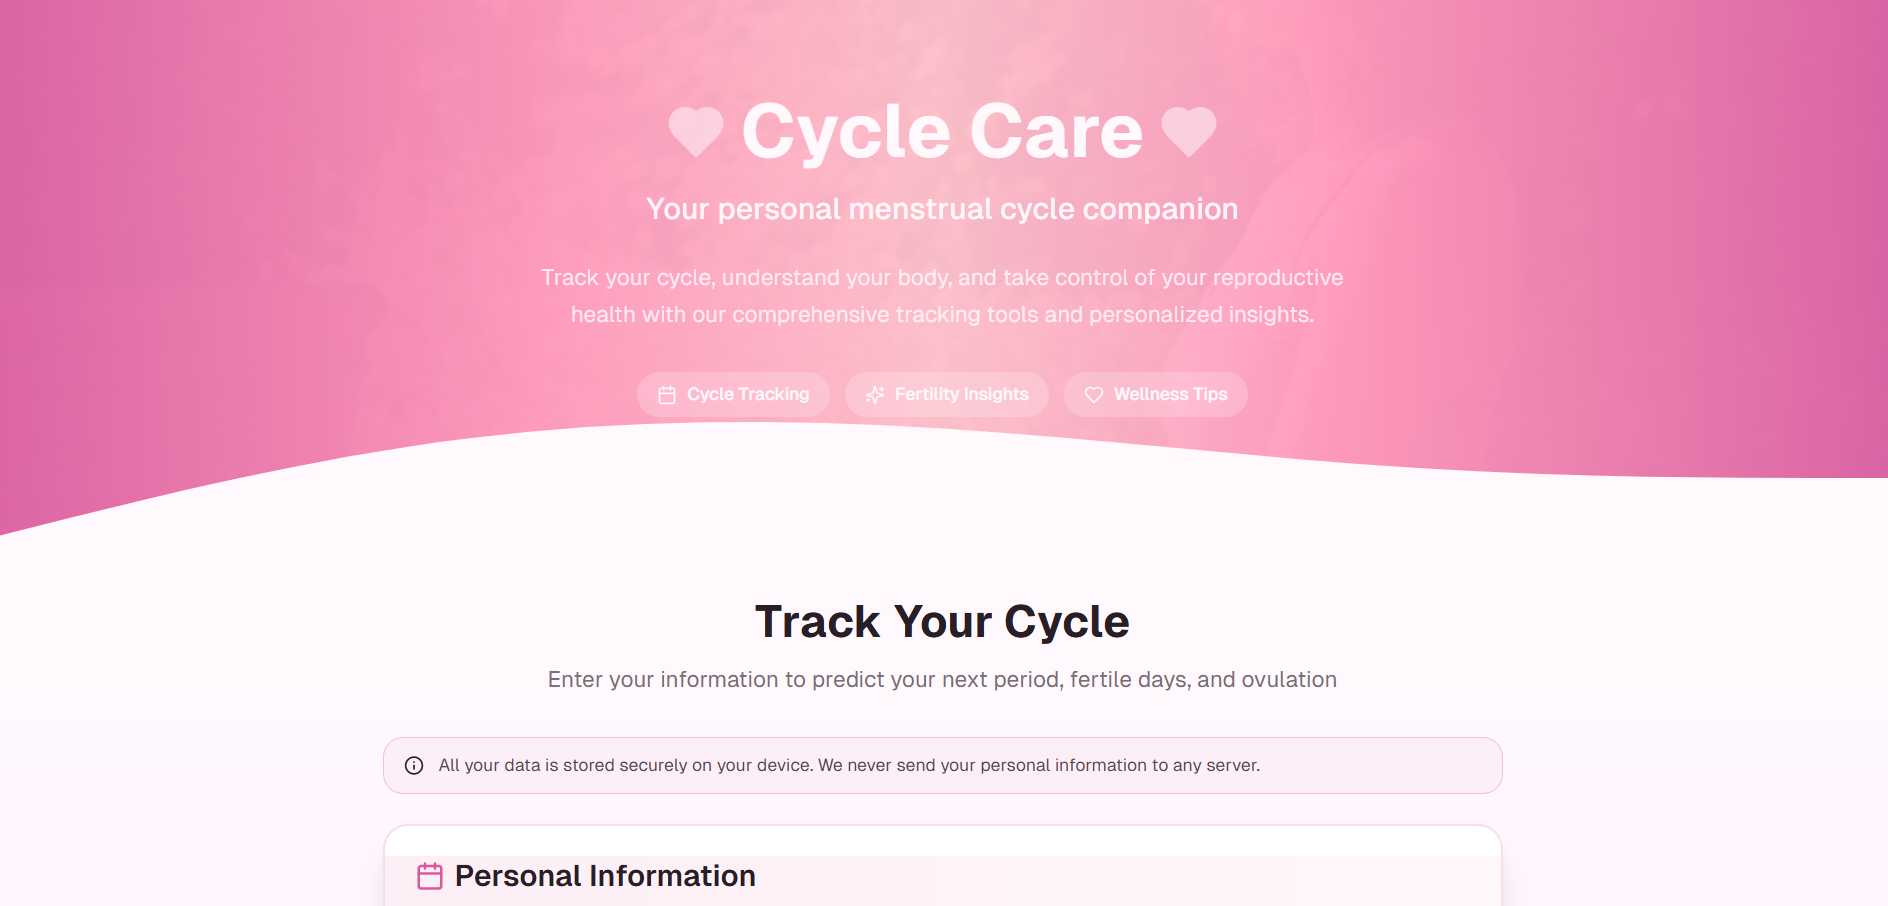 Cycle Care
Your personal menstrual cycle companion
Track your cycle, understand your body, and take control of your reproductive
health with our comprehensive tracking tools and personalized insights.
Cycle Tracking
Fertility Insights
Wellness Tips
Track Your Cycle
Enter your information to predict your next period, fertile days, and ovulation
All your data is stored securely on your device. We never send your personal information to any server.
Personal Information